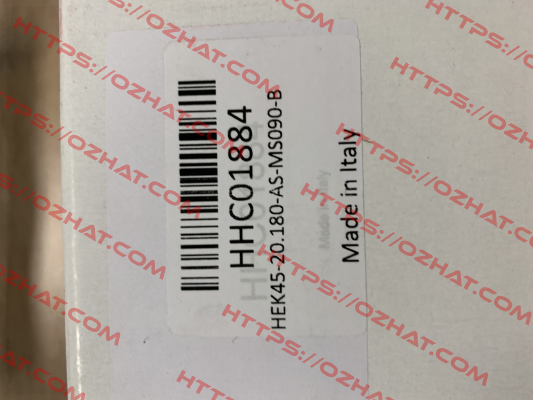 HHC01884
HEK45-20.180-AS-MS090-B
Made in Italy
HTTPS://OZHAT.COM